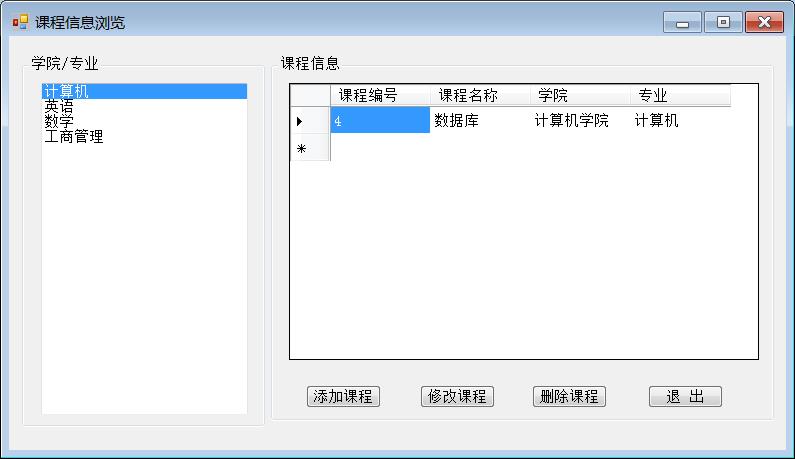 课程信息浏览
学院/专业
计算机
英语
数学
工商管理
课程信息
课程编号 课程名称 学院 专业
4 数据库 计算机学院 计算机
添加课程 修改课程 删除课程 退 出